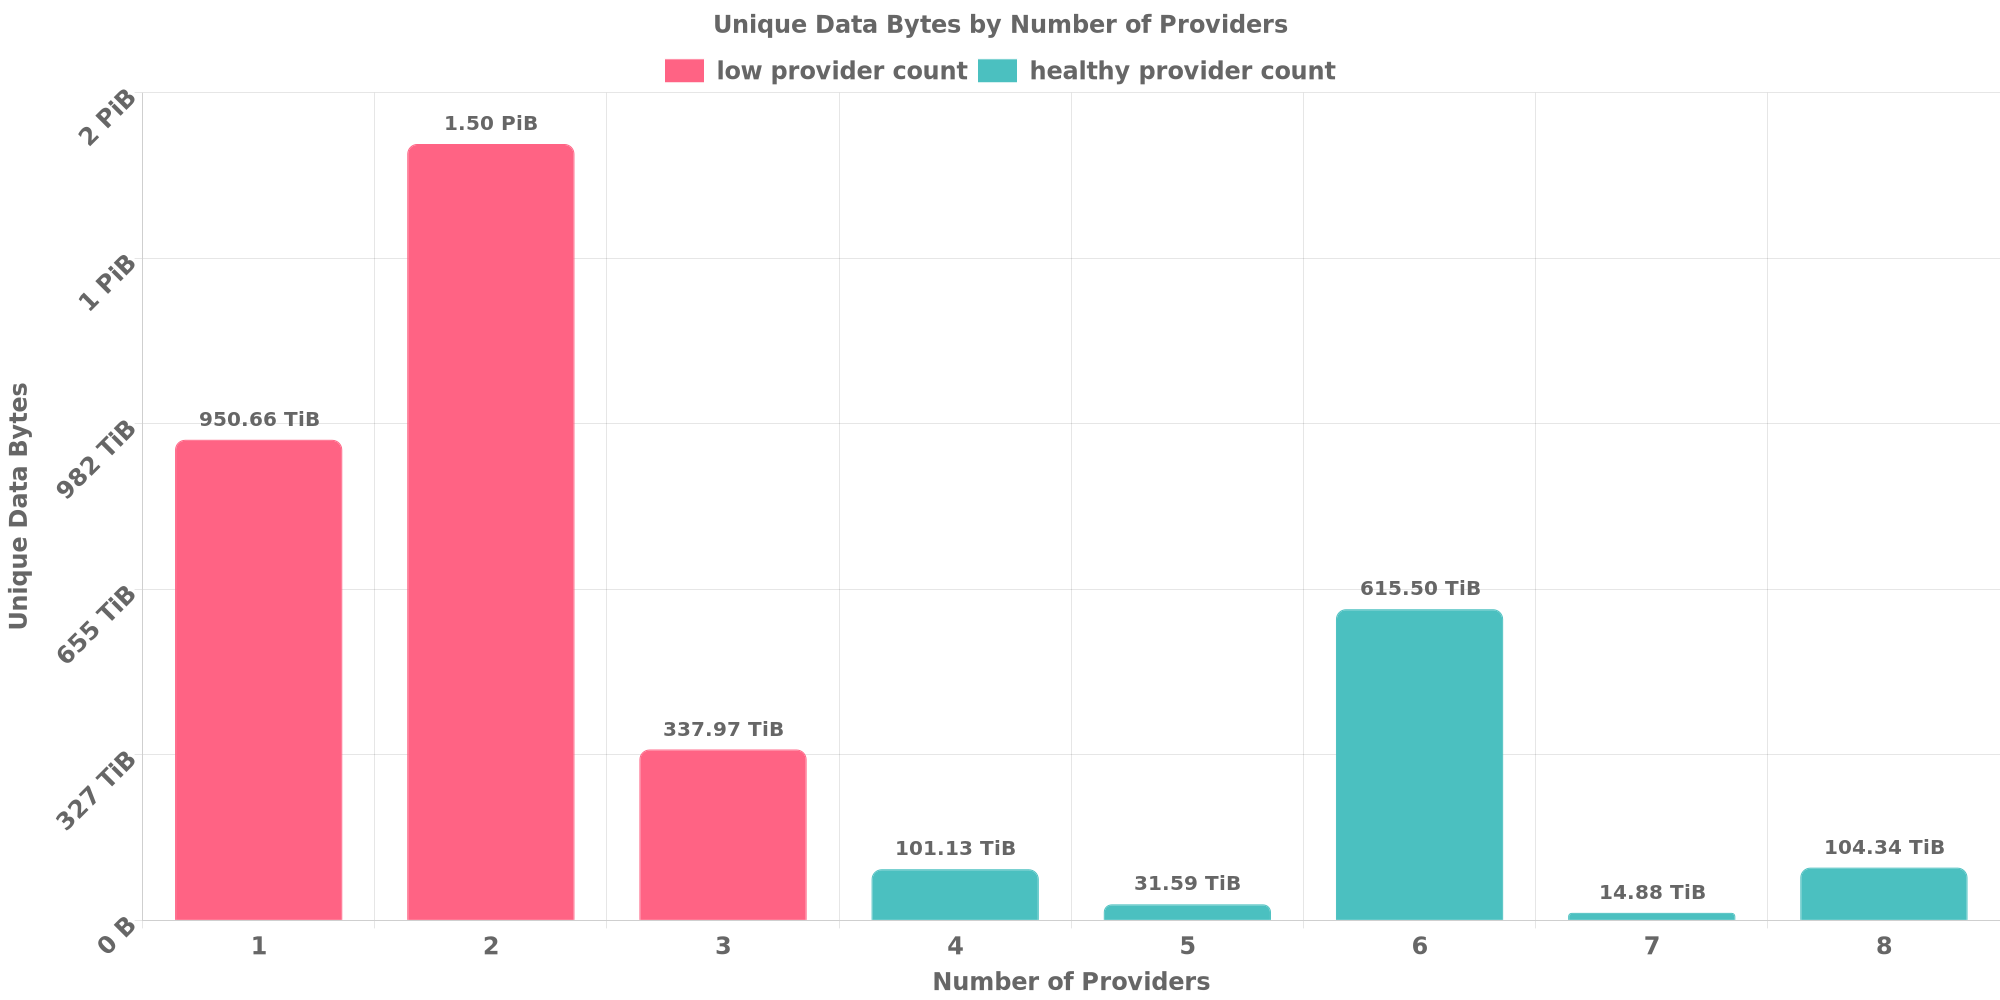 Unique Data Bytes by Number of Providers
low provider count healthy provider count
Unique Data Bytes
2 PiB
1 PiB
982 TiB
655 TiB
327 TiB
0 B
950.66 TiB
1.50 PiB
337.97 TiB
101.13 TiB
31.59 TiB
615.50 TiB
14.88 TiB
104.34 TiB
1 2 3 4 5 6 7 8
Number of Providers